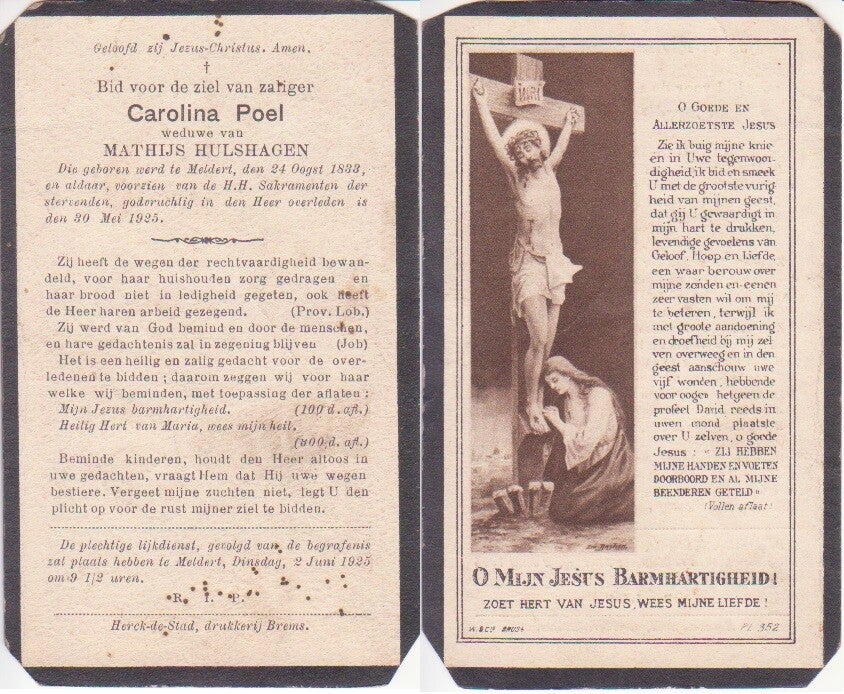 Geloofd zij Jezus-Christus. Amen.
†
Bid voor de ziel van zaliger
Carolina Poel
weduwe van
MATHIJS HULSHAGEN
Die geboren werd te Meldert, den 24 Oogst 1833,
en aldaar, voorzien van de H.H. Sakramenten der
stervenden, godvruchtig in den Heer overleden is
den 30 Mei 1925.
Zij heeft de wegen der rechtvaardigheid bewan-
deld, voor haar huishouden zorg gedragen en
haar brood niet in ledigheid gegeten, ook heeft
de Heer haren arbeid gezegend. (Prov. Lob.)
Zij werd van God bemind en door de menschen,
en hare gedachtenis zal in zegening blijven (Job)
Het is een heilig en zalig gedacht voor de over-
ledenen te bidden ; daarom zeggen wij voor haar
welke wij beminden, met toepassing der aflaten :
Mijn Jezus barmhartigheid. (100 d. afl.)
Heilig Hert van Maria, wees mijn heil,
(300 d. afl.)
Beminde kinderen, houdt den Heer altoos in
uwe gedachten, vraagt Hem dat Hij uwe wegen
bestiere. Vergeet mijne zuchten niet, legt U den
plicht op voor de rust mijner ziel te bidden.
De plechtige lijkdienst, gevolgd van de begrafenis
zal plaats hebben te Meldert, Dinsdag, 2 Juni 1925
om 9 1/2 uren.
R. I. P.
Herck-de-Stad, drukkerij Brems.
INRI
O GOEDE EN
ALLERZOETSTE JESUS
Zie ik buig mijne knie-
en in Uwe tegenwoor-
digheid, ik bid en smeek
U met de grootste vurig
heid van mijnen geest,
dat gij U gewaardigt in
mijn hart te drukken,
levendige gevoelens van
Geloof, Hoop en Liefde,
een waar berouw over
mijne zonden en eenen
zeer vasten wil om mij
te beteren, terwijl ik
met groote aandoening
en droefheid bij mij zel
ven overweeg en in den
geest aanschouw uwe
vijf wonden, hebbende
voor oogen hetgeen de
profeet David reeds in
uwen mond plaatste
over U zelven, o goede
Jesus : "ZIJ HEBBEN
MIJNE HANDEN EN VOETEN
DOORBOORD EN AL MIJNE
BEENDEREN GETELD"
(Vollen aflaat)
O MIJN JESUS BARMHARTIGHEID!
ZOET HERT VAN JESUS, WEES MIJNE LIEFDE !
PL 352